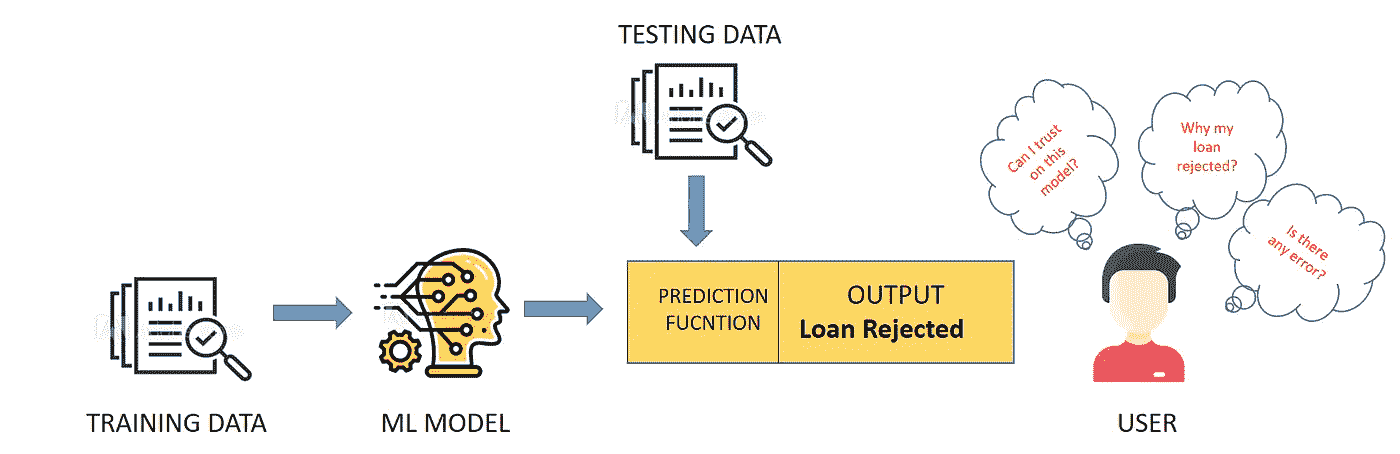 TESTING DATA
Can I trust
on this
model?
Why my
loan
rejected?
Is there
any error?
PREDICTION
FUCNTION
OUTPUT
Loan Rejected
TRAINING DATA
ML MODEL
USER